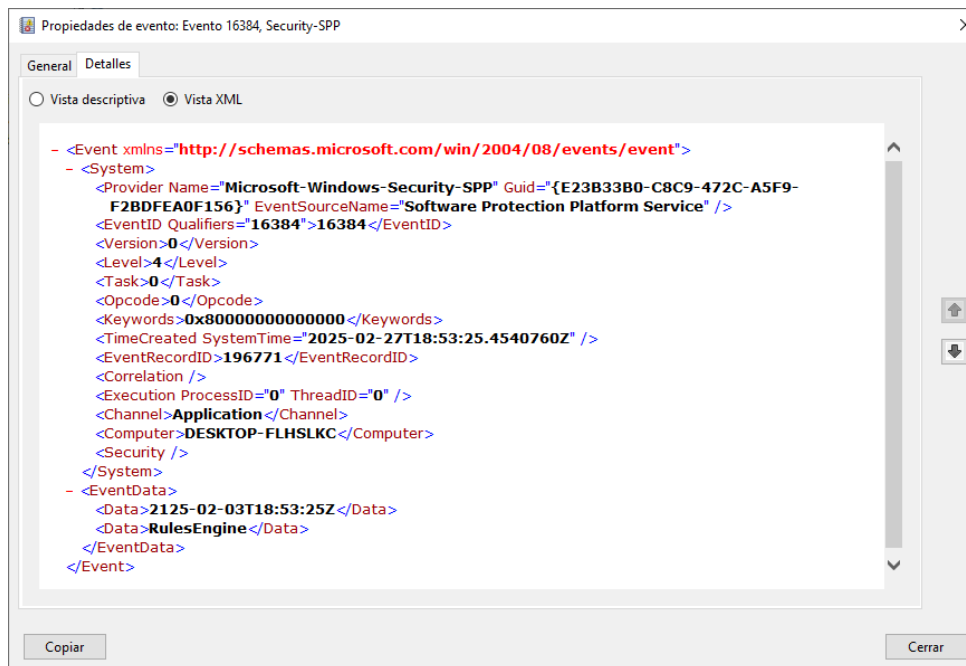 Propiedades de evento: Evento 16384, Security-SPP
General Detalles
Vista descriptiva Vista XML
– <Event xmlns="http://schemas.microsoft.com/win/2004/08/events/event">
– <System>
<Provider Name="Microsoft-Windows-Security-SPP" Guid="{E23B33B0-C8C9-472C-A5F9-
F2BDFEA0F156}" EventSourceName="Software Protection Platform Service" />
<EventID Qualifiers="16384">16384</EventID>
<Version>0</Version>
<Level>4</Level>
<Task>0</Task>
<Opcode>0</Opcode>
<Keywords>0x80000000000000</Keywords>
<TimeCreated SystemTime="2025-02-27T18:53:25.4540760Z" />
<EventRecordID>196771</EventRecordID>
<Correlation />
<Execution ProcessID="0" ThreadID="0" />
<Channel>Application</Channel>
<Computer>DESKTOP-FLHSLKC</Computer>
<Security />
</System>
– <EventData>
<Data>2125-02-03T18:53:25Z</Data>
<Data>RulesEngine</Data>
</EventData>
</Event>
Copiar Cerrar